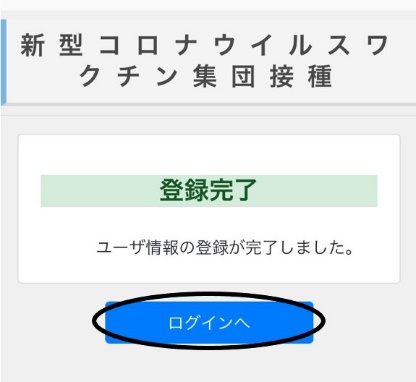 新型コロナウイルスワ
クチン集団接種
登録完了
ユーザ情報の登録が完了しました。
ログインへ